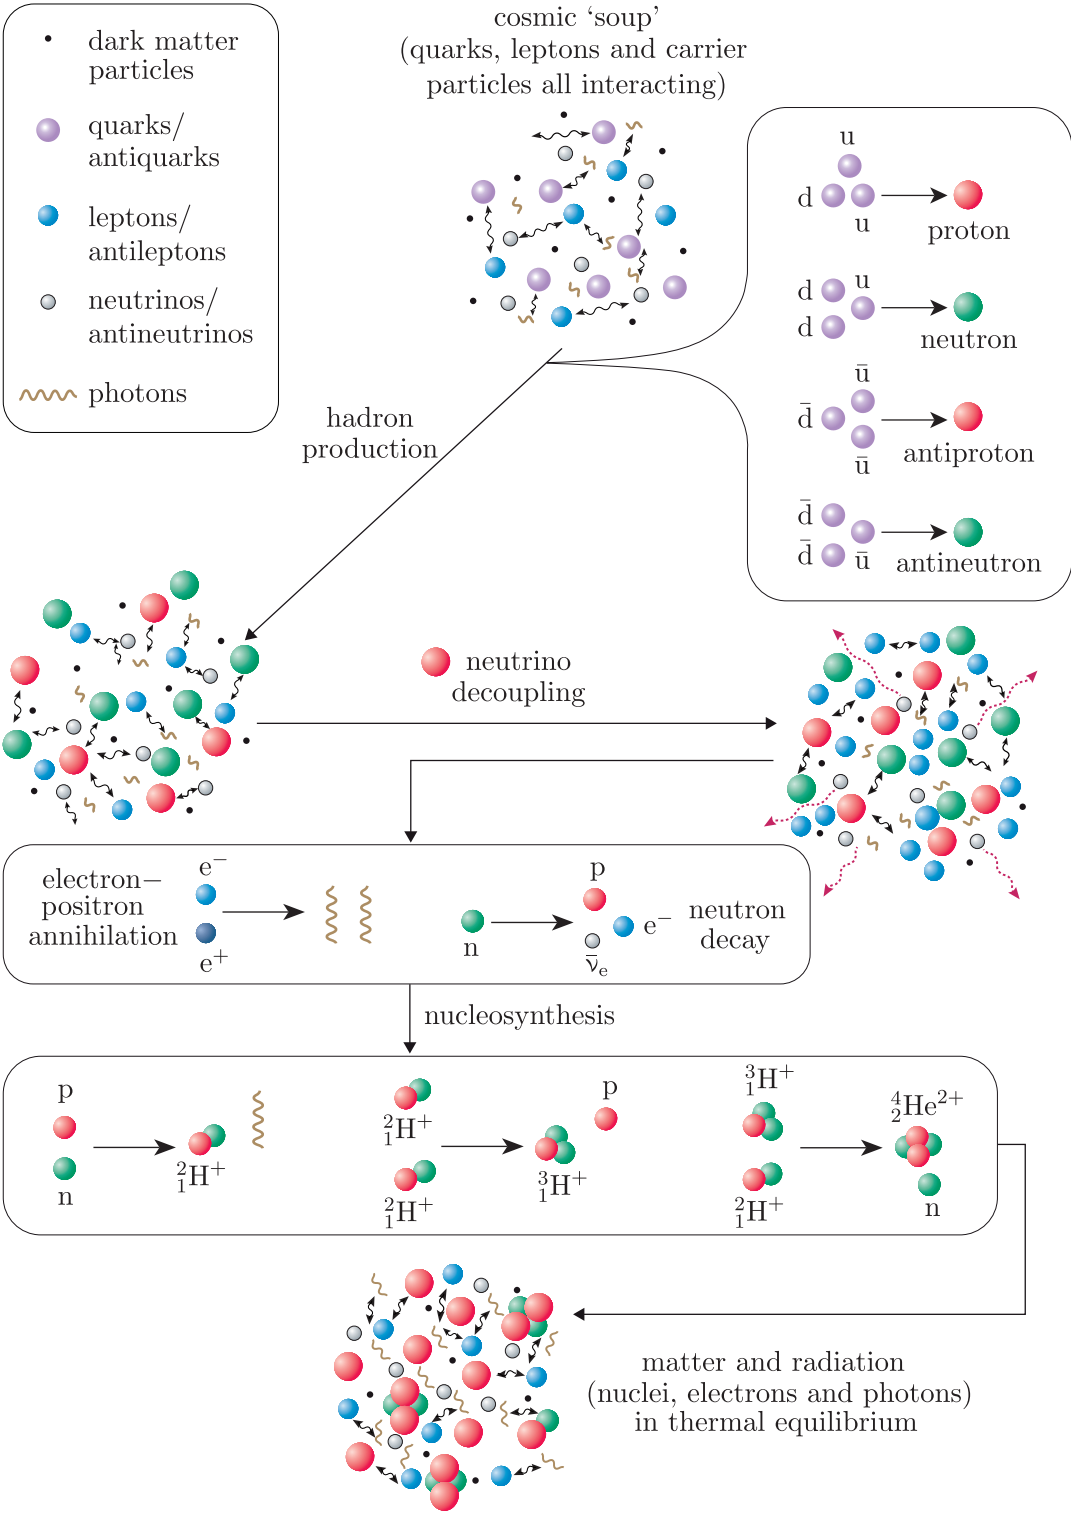 dark matter
particles
quarks/
antiquarks
leptons/
antileptons
neutrinos/
antineutrinos
photons
cosmic ‘soup’
(quarks, leptons and carrier
particles all interacting)
u
d
u
proton
d
u
d
neutron
ū
d̄
ū
antiproton
d̄
d̄
ū
antineutron
hadron
production
neutrino
decoupling
electron–
positron
annihilation
e⁻
e⁺
n
p
e⁻
ν̄ₑ
neutron
decay
nucleosynthesis
p
n
²₁H⁺
²₁H⁺
²₁H⁺
p
³₁H⁺
³₁H⁺
²₁H⁺
⁴₂He²⁺
n
matter and radiation
(nuclei, electrons and photons)
in thermal equilibrium